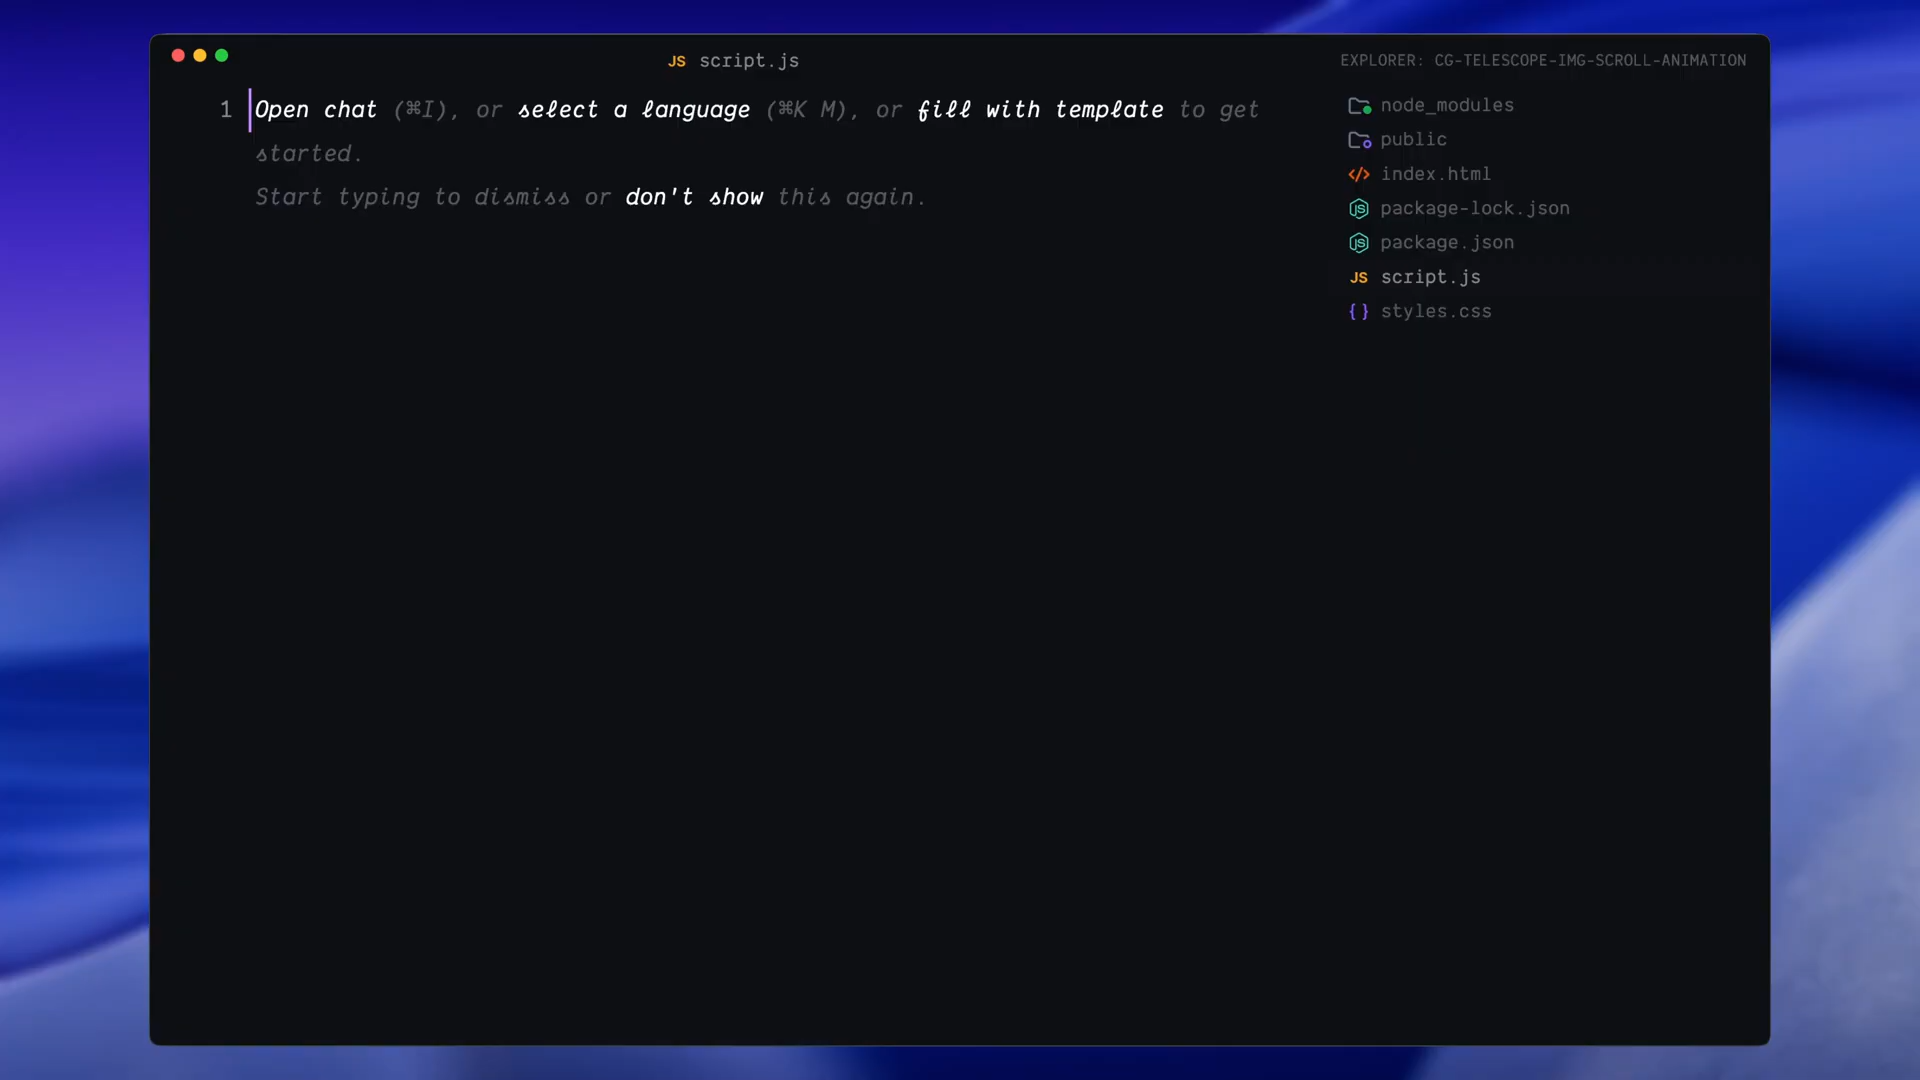 JS script.js
1 Open chat (⌘I), or select a language (⌘K M), or fill with template to get
started.
Start typing to dismiss or don't show this again.
EXPLORER: CG-TELESCOPE-IMG-SCROLL-ANIMATION
node_modules
public
</> index.html
JS package-lock.json
JS package.json
JS script.js
{ } styles.css